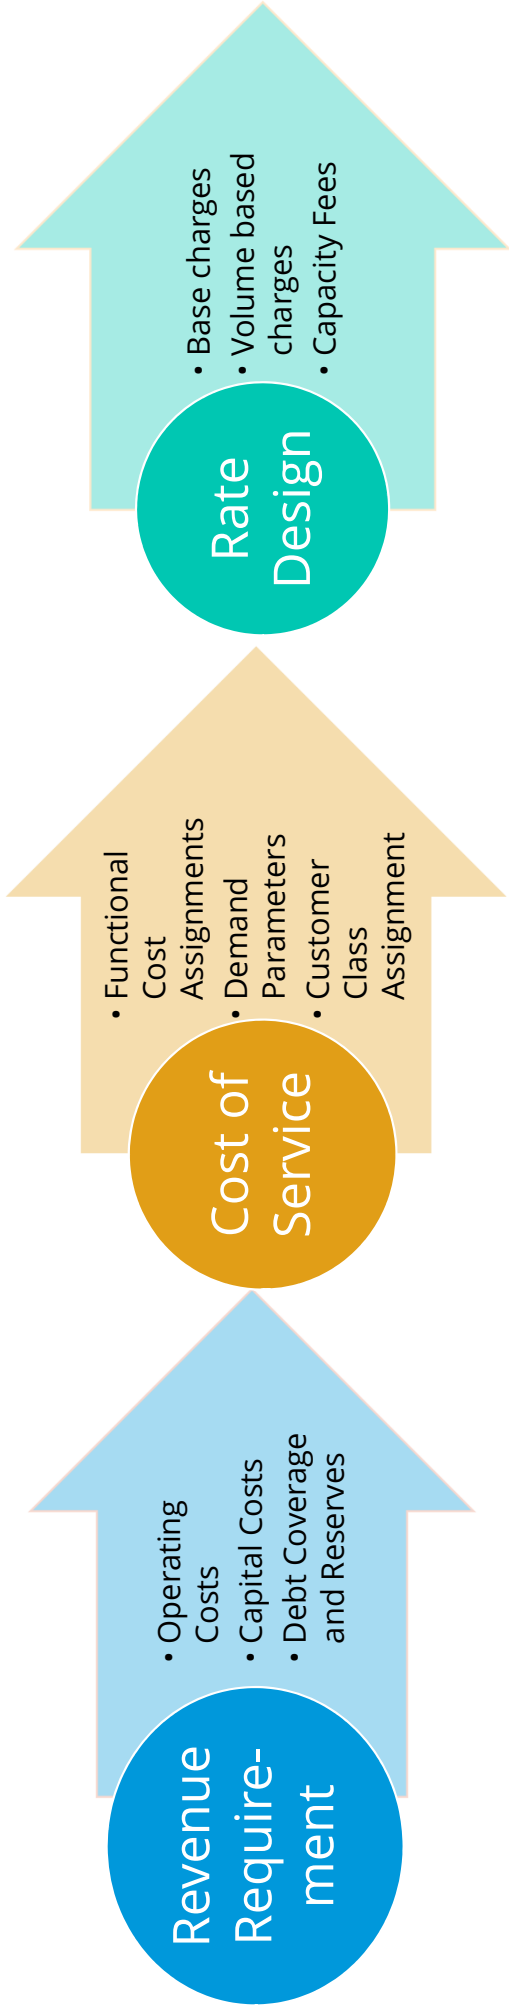 Revenue
Require-
ment
• Operating
Costs
• Capital Costs
• Debt Coverage
and Reserves
Cost of
Service
• Functional
Cost
Assignments
• Demand
Parameters
• Customer
Class
Assignment
Rate
Design
• Base charges
• Volume based
charges
• Capacity Fees